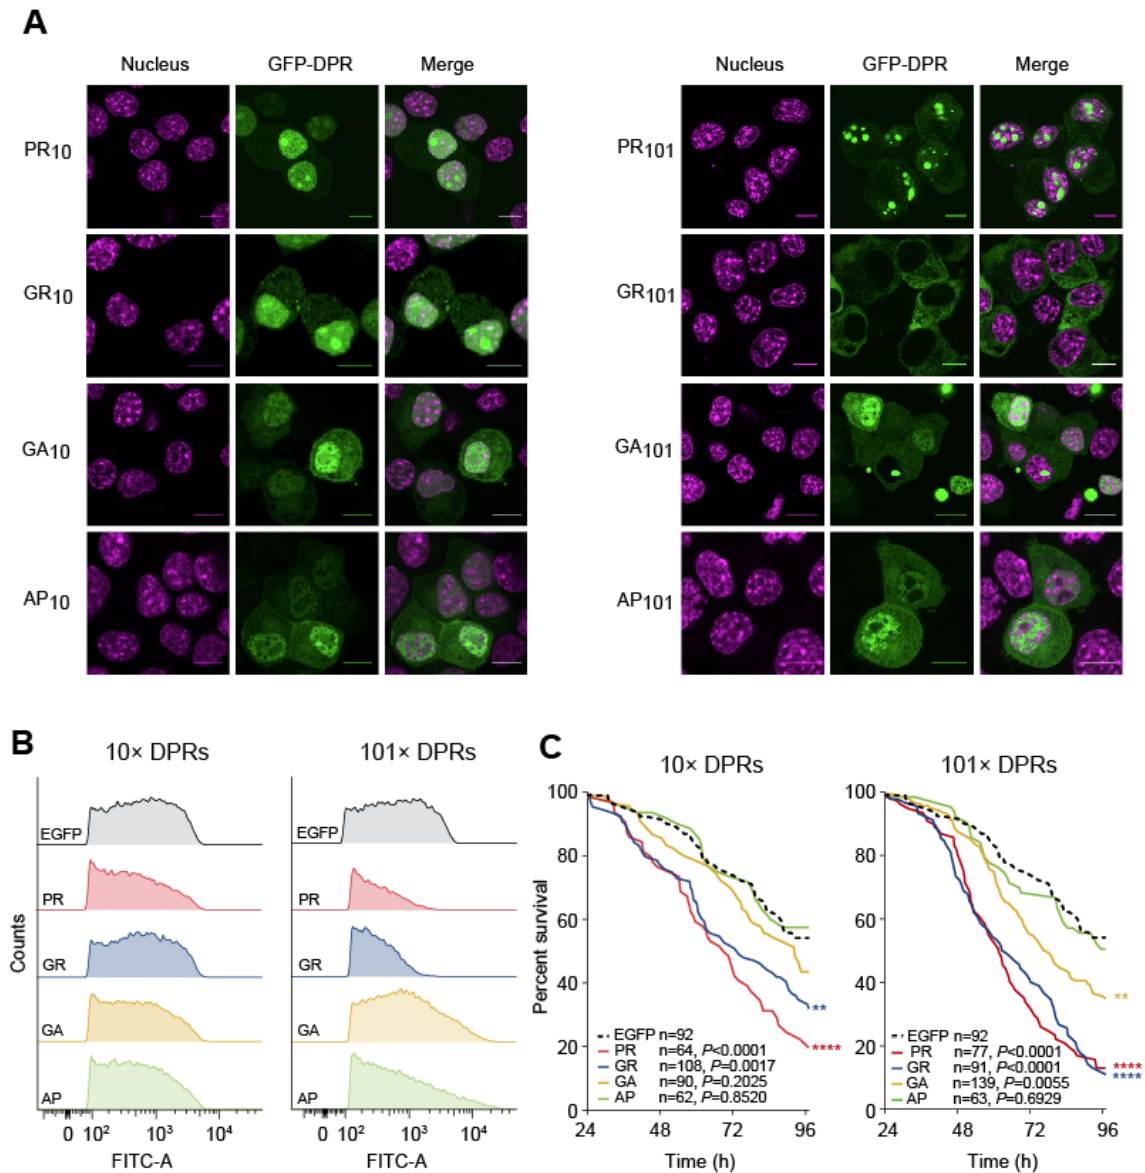 A
Nucleus GFP-DPR Merge
PR10
GR10
GA10
AP10
Nucleus GFP-DPR Merge
PR101
GR101
GA101
AP101
B
10× DPRs
101× DPRs
Counts
EGFP
PR
GR
GA
AP
0 10² 10³ 10⁴
FITC-A
EGFP
PR
GR
GA
AP
0 10² 10³ 10⁴
FITC-A
C
10× DPRs
Percent survival
100
80
60
40
20
0
**
****
EGFP n=92
PR n=64, P<0.0001
GR n=108, P=0.0017
GA n=90, P=0.2025
AP n=62, P=0.8520
24 48 72 96
Time (h)
101× DPRs
100
80
60
40
20
0
**
****
****
EGFP n=92
PR n=77, P<0.0001
GR n=91, P<0.0001
GA n=139, P=0.0055
AP n=63, P=0.6929
24 48 72 96
Time (h)